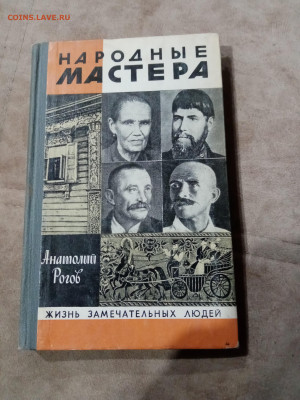 COINS.LAVE.RU
НАРОДНЫЕ
МАСТЕРА
Анатолий
Рогов
ЖИЗНЬ ЗАМЕЧАТЕЛЬНЫХ ЛЮДЕЙ